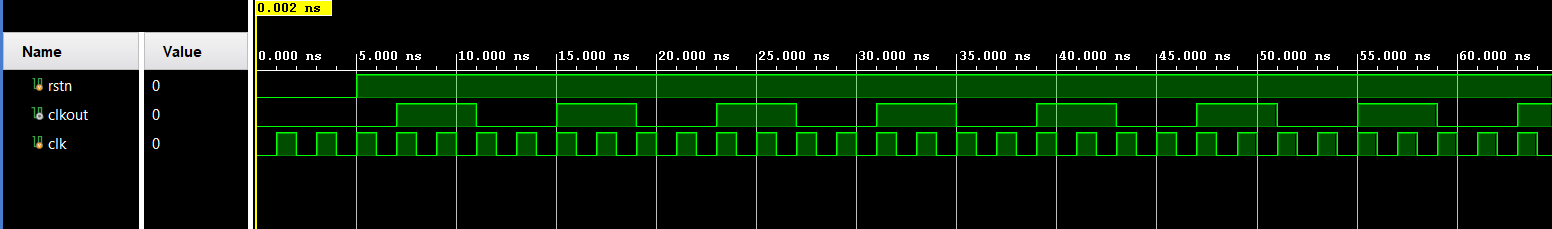 0.002 ns
Name Value
0.000 ns 5.000 ns 10.000 ns 15.000 ns 20.000 ns 25.000 ns 30.000 ns 35.000 ns 40.000 ns 45.000 ns 50.000 ns 55.000 ns 60.000 ns
rstn 0
clkout 0
clk 0